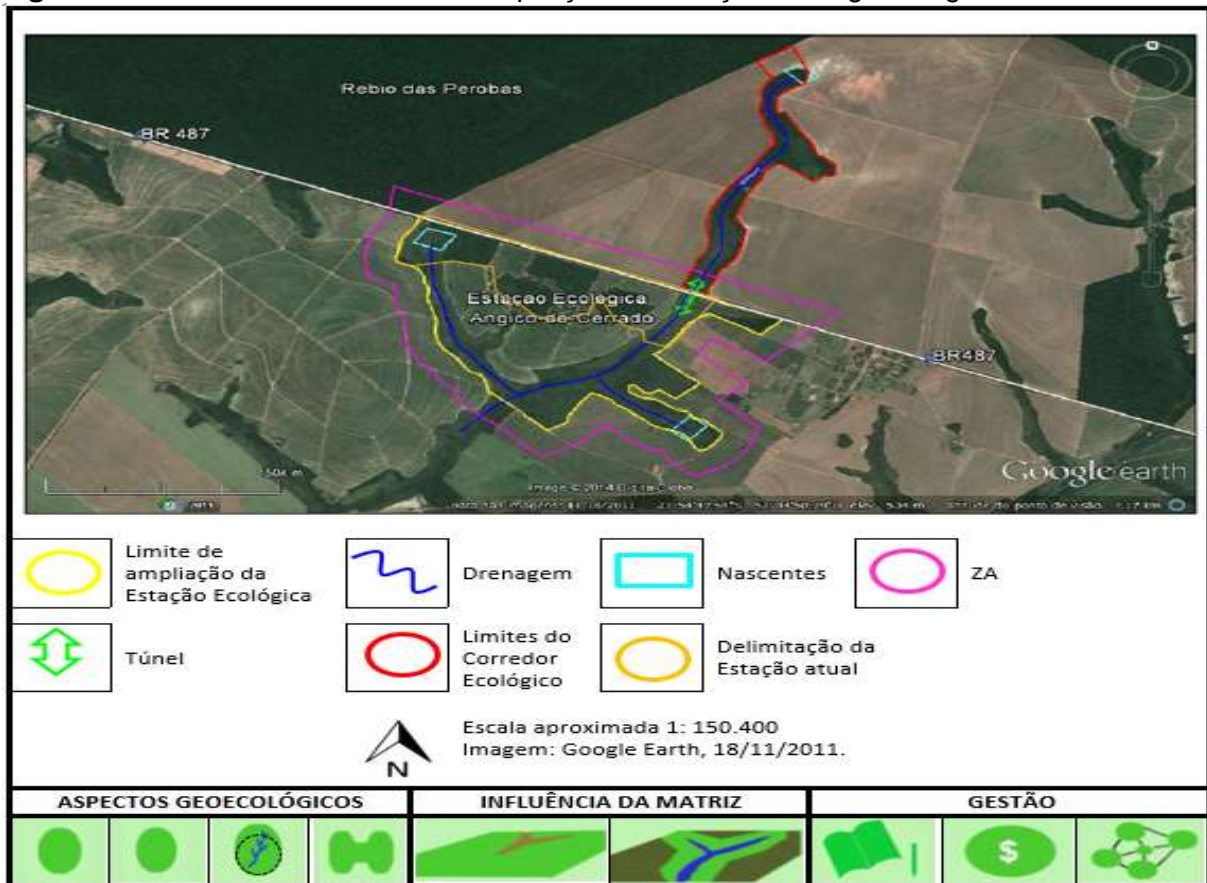 Rebio das Perobas
BR 487
Estação Ecológica
Angico do Cerrado
BR487
Google earth
2011
Limite de
ampliação da
Estação Ecológica
Drenagem
Nascentes
ZA
Túnel
Limites do
Corredor
Ecológico
Delimitação da
Estação atual
Escala aproximada 1: 150.400
Imagem: Google Earth, 18/11/2011.
N
ASPECTOS GEOECOLÓGICOS
INFLUÊNCIA DA MATRIZ
GESTÃO
$